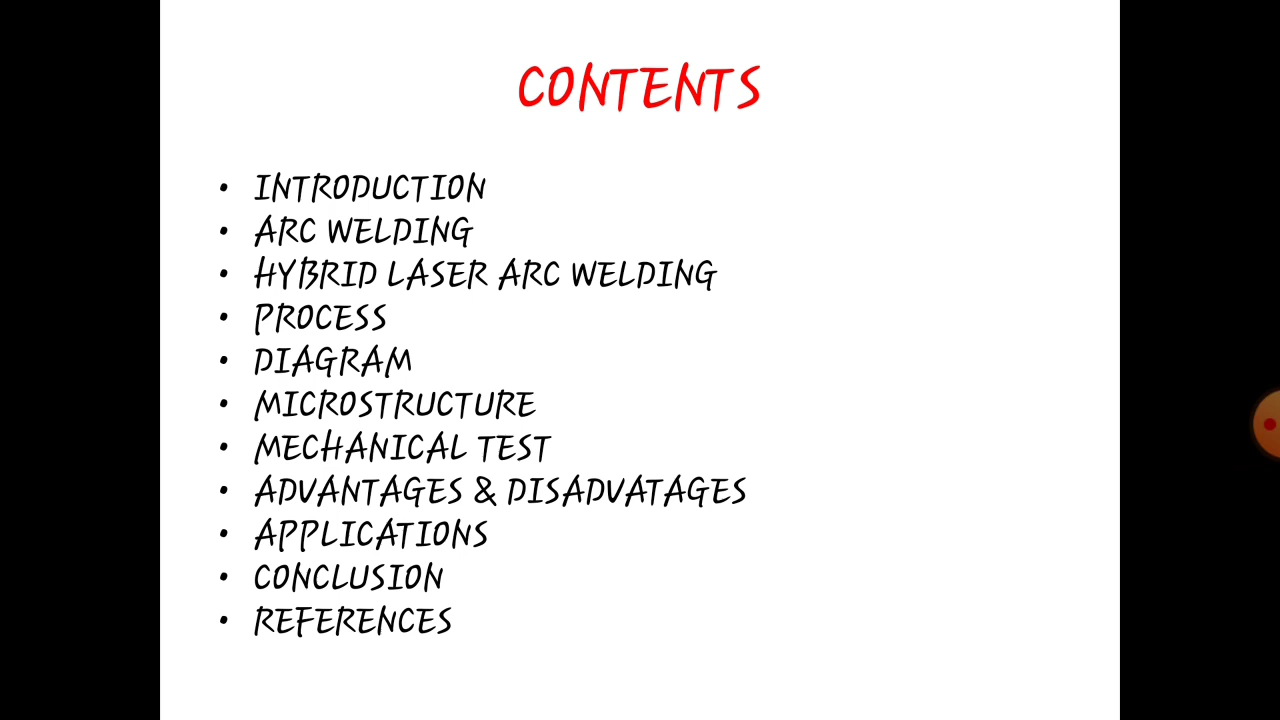 CONTENTS
• INTRODUCTION
• ARC WELDING
• HYBRID LASER ARC WELDING
• PROCESS
• DIAGRAM
• MICROSTRUCTURE
• MECHANICAL TEST
• ADVANTAGES & DISADVATAGES
• APPLICATIONS
• CONCLUSION
• REFERENCES